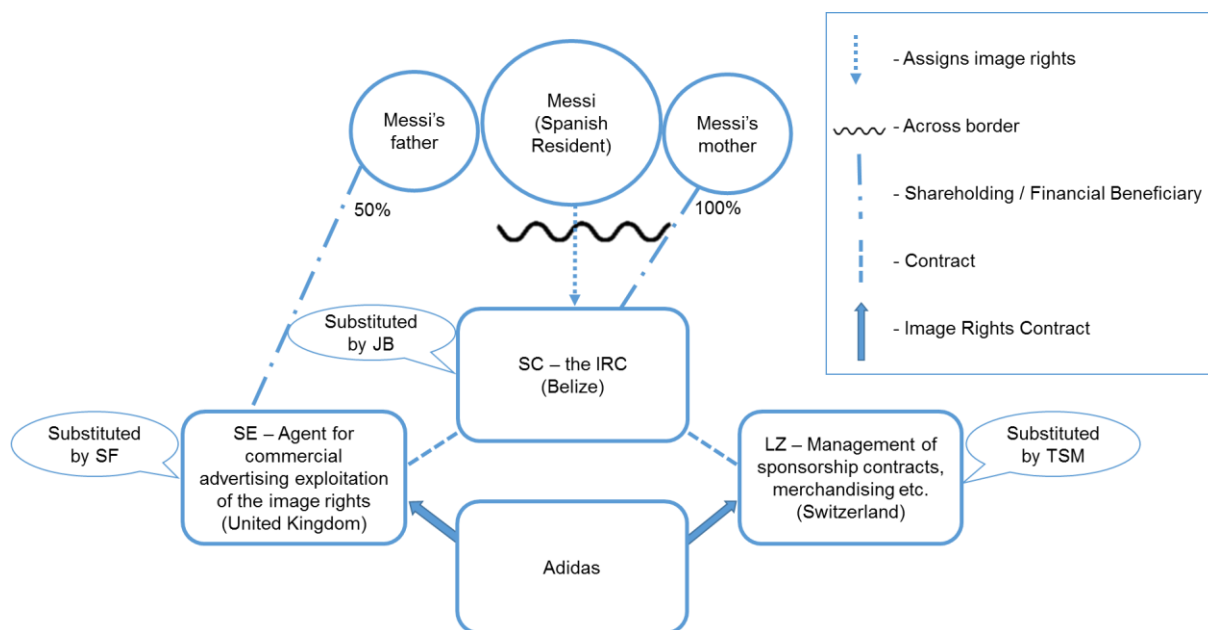 Messi's
father
Messi
(Spanish
Resident)
Messi's
mother
50%
100%
Substituted
by JB
SC – the IRC
(Belize)
Substituted
by SF
SE – Agent for
commercial
advertising exploitation
of the image rights
(United Kingdom)
LZ – Management of
sponsorship contracts,
merchandising etc.
(Switzerland)
Substituted
by TSM
Adidas
- Assigns image rights
- Across border
- Shareholding / Financial Beneficiary
- Contract
- Image Rights Contract